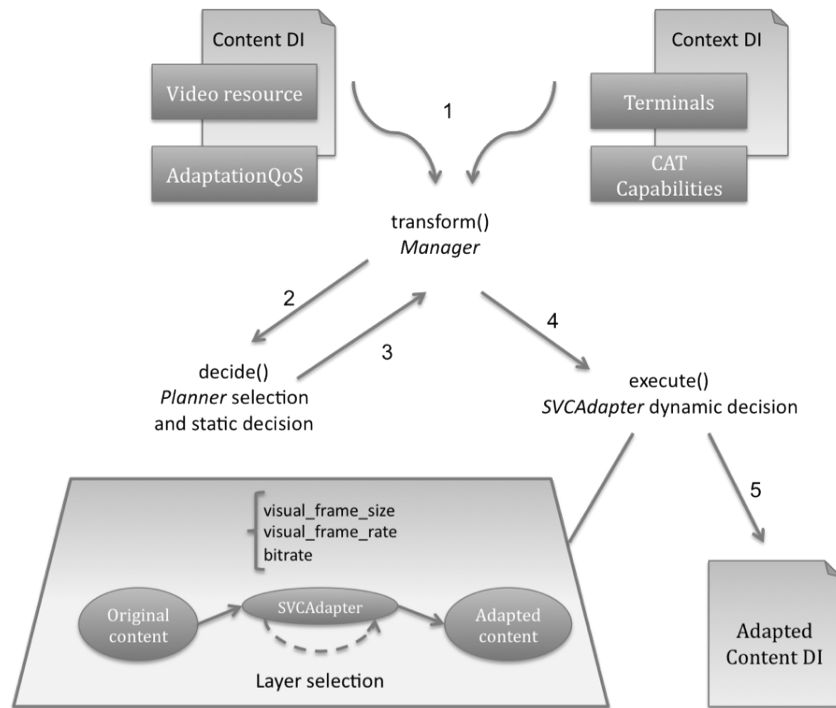 Content DI
Video resource
AdaptationQoS
Context DI
Terminals
CAT
Capabilities
1
transform()
Manager
2
3
4
decide()
Planner selection
and static decision
execute()
SVCAdapter dynamic decision
5
visual_frame_size
visual_frame_rate
bitrate
Original
content
SVCAdapter
Adapted
content
Layer selection
Adapted
Content DI